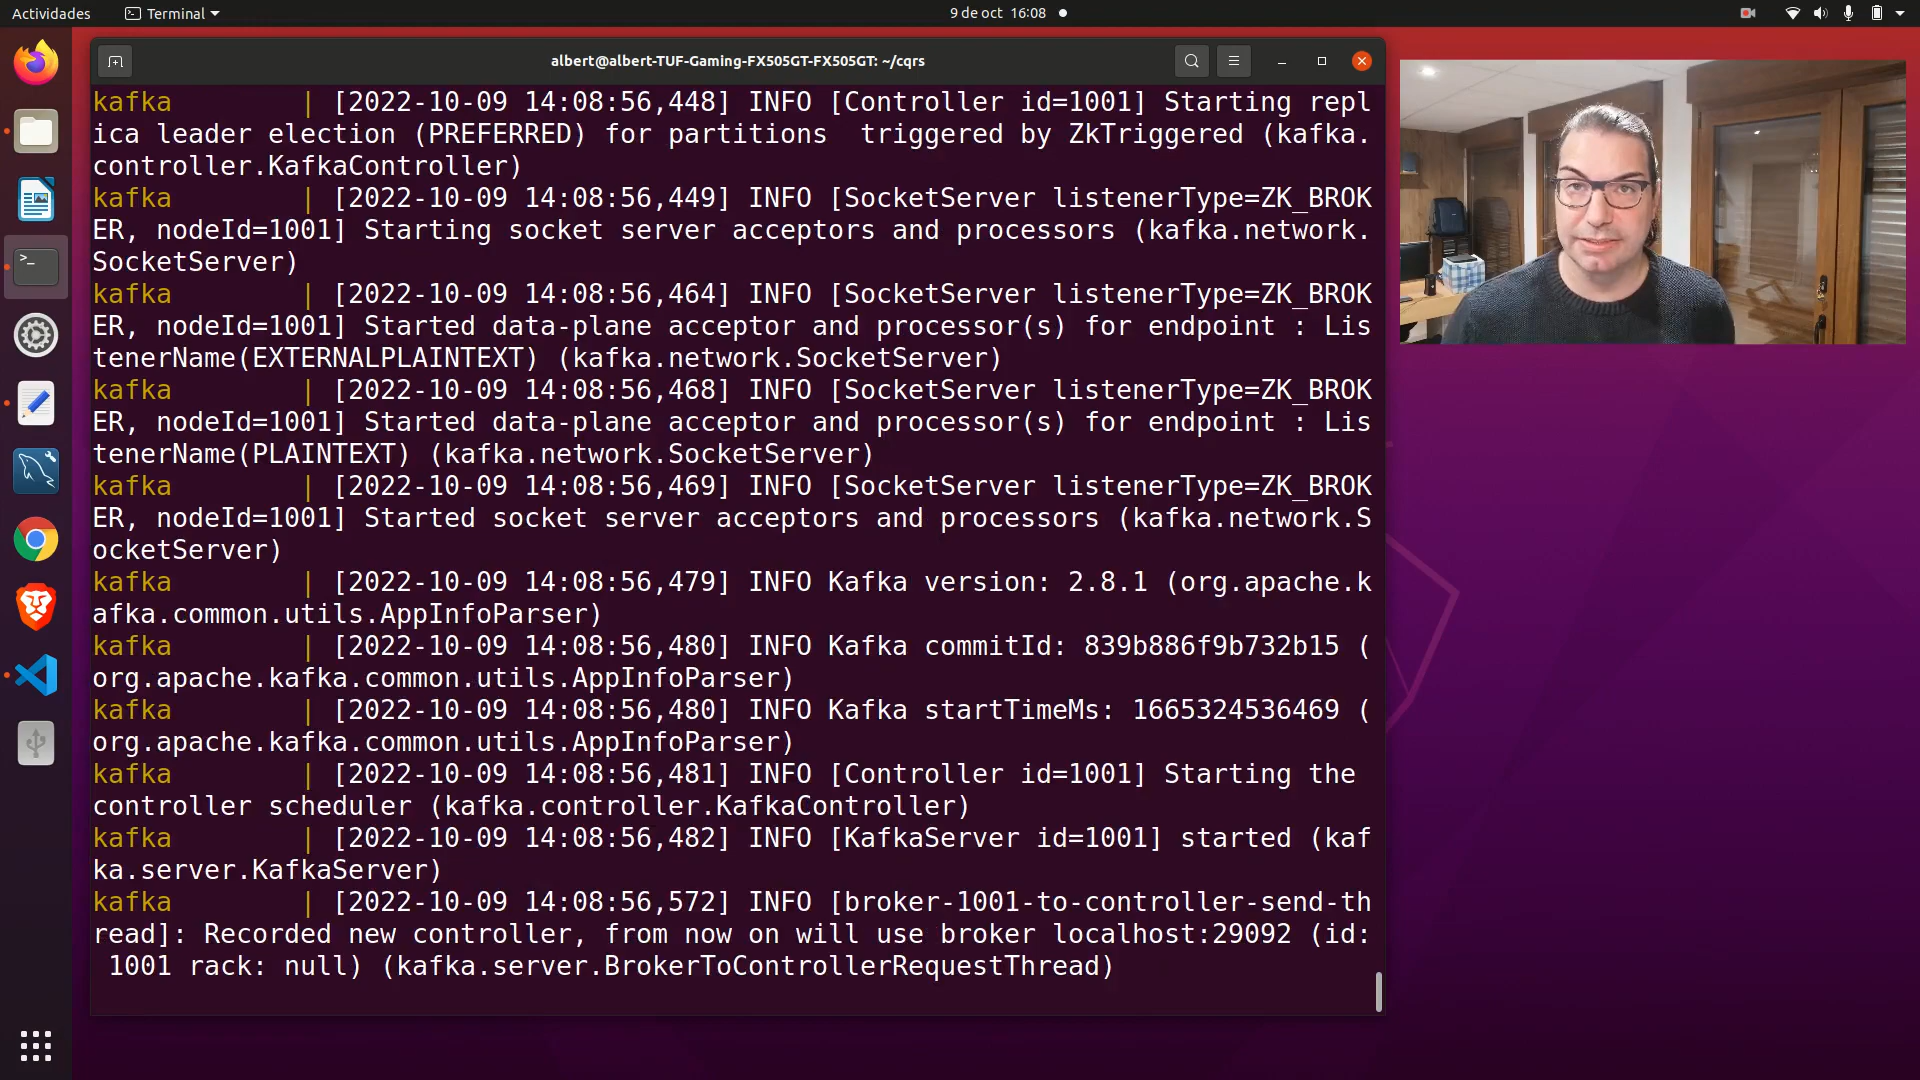 Actividades Terminal 9 de oct 16:08
albert@albert-TUF-Gaming-FX505GT-FX505GT: ~/cqrs
kafka | [2022-10-09 14:08:56,448] INFO [Controller id=1001] Starting repl
ica leader election (PREFERRED) for partitions  triggered by ZkTriggered (kafka.
controller.KafkaController)
kafka | [2022-10-09 14:08:56,449] INFO [SocketServer listenerType=ZK_BROK
ER, nodeId=1001] Starting socket server acceptors and processors (kafka.network.
SocketServer)
kafka | [2022-10-09 14:08:56,464] INFO [SocketServer listenerType=ZK_BROK
ER, nodeId=1001] Started data-plane acceptor and processor(s) for endpoint : Lis
tenerName(EXTERNALPLAINTEXT) (kafka.network.SocketServer)
kafka | [2022-10-09 14:08:56,468] INFO [SocketServer listenerType=ZK_BROK
ER, nodeId=1001] Started data-plane acceptor and processor(s) for endpoint : Lis
tenerName(PLAINTEXT) (kafka.network.SocketServer)
kafka | [2022-10-09 14:08:56,469] INFO [SocketServer listenerType=ZK_BROK
ER, nodeId=1001] Started socket server acceptors and processors (kafka.network.S
ocketServer)
kafka | [2022-10-09 14:08:56,479] INFO Kafka version: 2.8.1 (org.apache.k
afka.common.utils.AppInfoParser)
kafka | [2022-10-09 14:08:56,480] INFO Kafka commitId: 839b886f9b732b15 (
org.apache.kafka.common.utils.AppInfoParser)
kafka | [2022-10-09 14:08:56,480] INFO Kafka startTimeMs: 1665324536469 (
org.apache.kafka.common.utils.AppInfoParser)
kafka | [2022-10-09 14:08:56,481] INFO [Controller id=1001] Starting the
controller scheduler (kafka.controller.KafkaController)
kafka | [2022-10-09 14:08:56,482] INFO [KafkaServer id=1001] started (kaf
ka.server.KafkaServer)
kafka | [2022-10-09 14:08:56,572] INFO [broker-1001-to-controller-send-th
read]: Recorded new controller, from now on will use broker localhost:29092 (id:
1001 rack: null) (kafka.server.BrokerToControllerRequestThread)